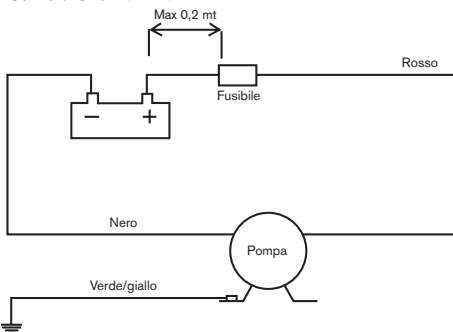 Max 0,2 mt
Rosso
Fusibile
− +
Nero
Pompa
Verde/giallo